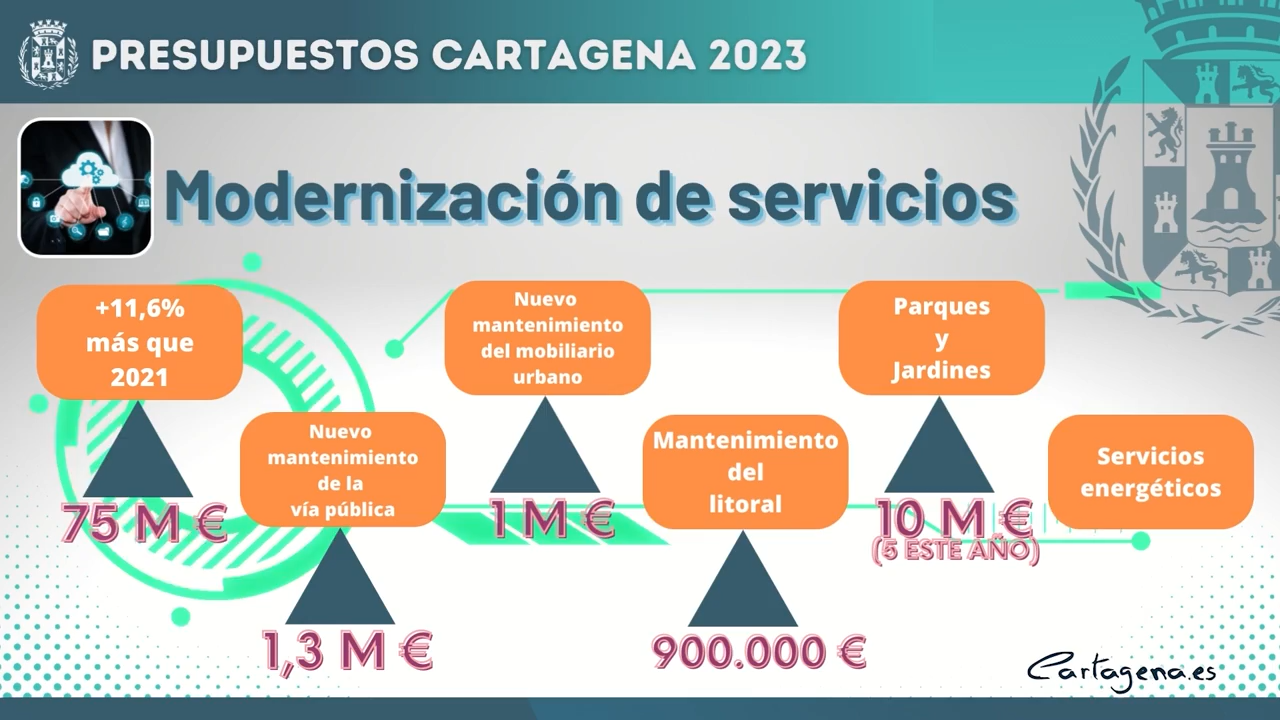 PRESUPUESTOS CARTAGENA 2023
Modernización de servicios
+11,6%
más que
2021
75 M €
Nuevo
mantenimiento
de la
vía pública
1,3 M €
Nuevo
mantenimiento
del mobiliario
urbano
1 M €
Mantenimiento
del
litoral
900.000 €
Parques
y
Jardines
10 M €
(5 ESTE AÑO)
Servicios
energéticos
Cartagena.es